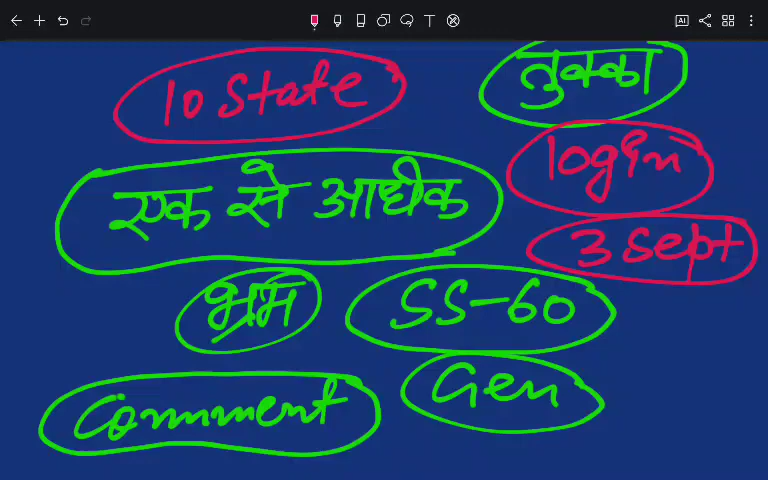 10 State
तुक्का
login
एक से आधीक
3 Sept
भ्रम
SS-60
Gen
Comment